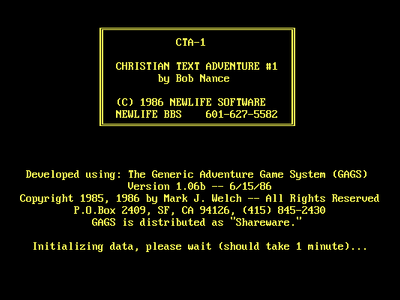 CTA-1
CHRISTIAN TEXT ADVENTURE #1
by Bob Nance
(C) 1986 NEWLIFE SOFTWARE
NEWLIFE BBS 601-627-5582
Developed using: The Generic Adventure Game System (GAGS)
Version 1.06b -- 6/15/86
Copyright 1985, 1986 by Mark J. Welch -- All Rights Reserved
P.O.Box 2409, SF, CA 94126, (415) 845-2430
GAGS is distributed as "Shareware."
Initializing data, please wait (should take 1 minute)...